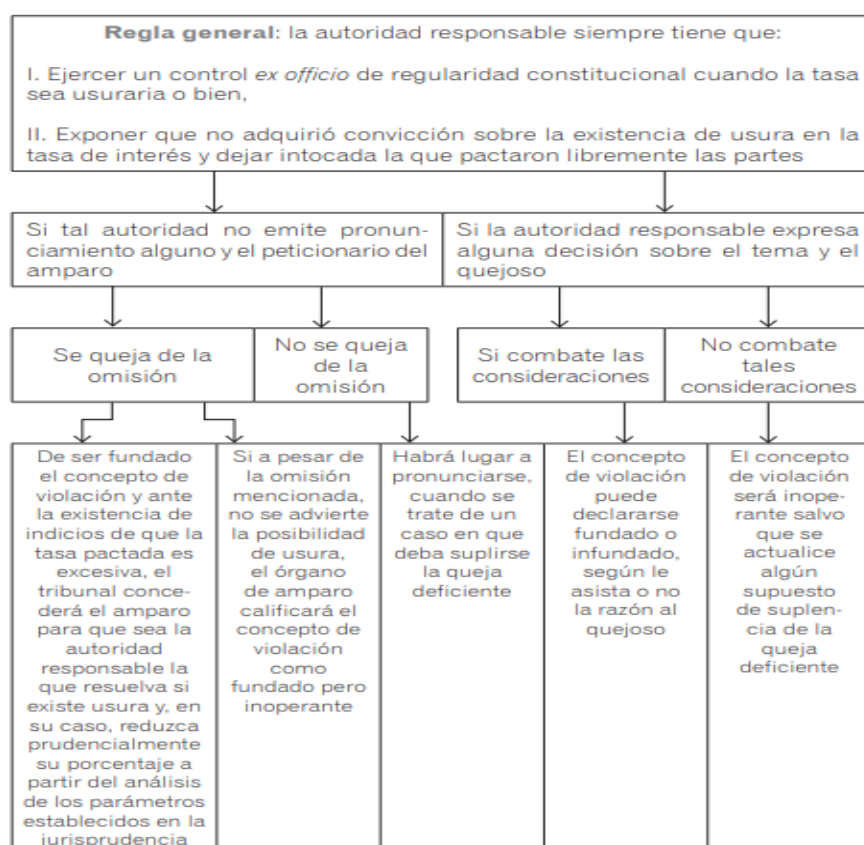 Regla general: la autoridad responsable siempre tiene que:
I. Ejercer un control ex officio de regularidad constitucional cuando la tasa
sea usuraria o bien,
II. Exponer que no adquirió convicción sobre la existencia de usura en la
tasa de interés y dejar intocada la que pactaron libremente las partes
Si tal autoridad no emite pronun-
ciamiento alguno y el peticionario del
amparo
Si la autoridad responsable expresa
alguna decisión sobre el tema y el
quejoso
Se queja de la
omisión
No se queja
de la
omisión
Si combate las
consideraciones
No combate
tales
consideraciones
De ser fundado
el concepto de
violación y ante
la existencia de
indicios de que la
tasa pactada es
excesiva, el
tribunal conce-
derá el amparo
para que sea la
autoridad
responsable la
que resuelva si
existe usura y, en
su caso, reduzca
prudencialmente
su porcentaje a
partir del análisis
de los parámetros
establecidos en la
jurisprudencia
Si a pesar de
la omisión
mencionada,
no se advierte
la posibilidad
de usura,
el órgano
de amparo
calificará el
concepto de
violación
como
fundado pero
inoperante
Habrá lugar a
pronunciarse,
cuando se
trate de un
caso en que
deba suplirse
la queja
deficiente
El concepto
de violación
puede
declararse
fundado o
infundado,
según le
asista o no
la razón al
quejoso
El concepto
de violación
será inope-
rante salvo
que se
actualice
algún
supuesto
de suplen-
cia de la
queja
deficiente